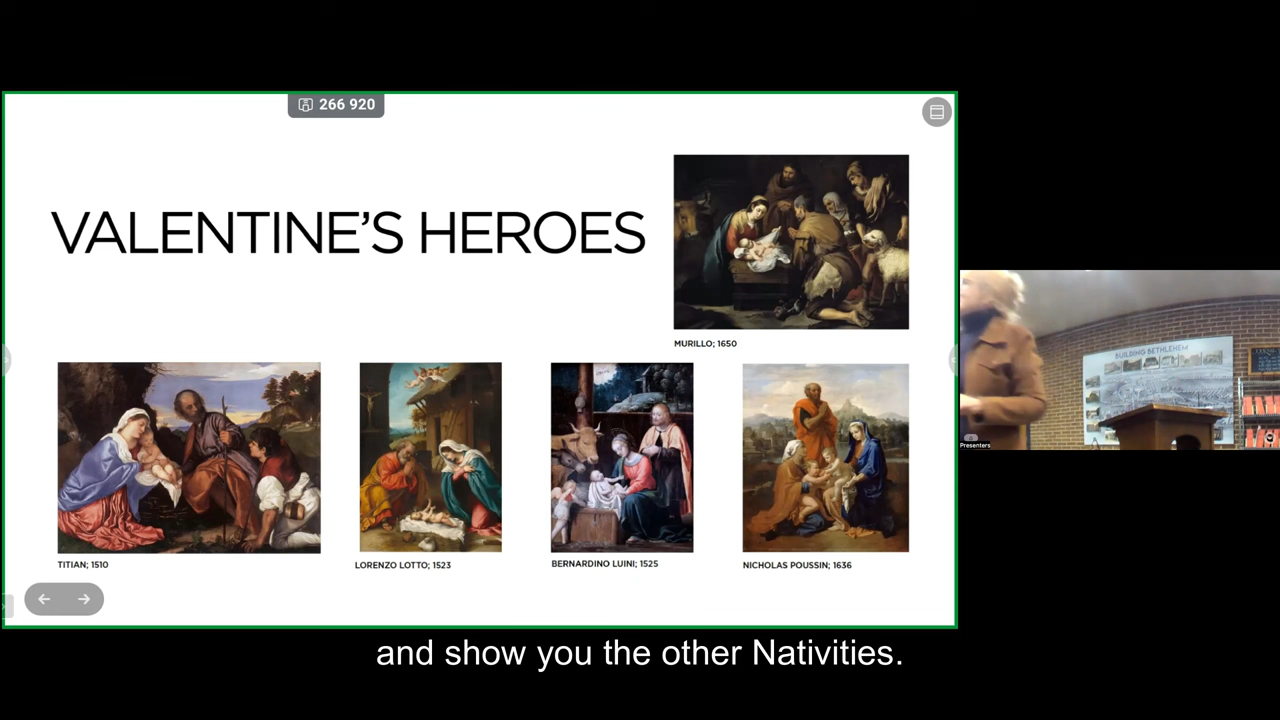 266 920
VALENTINE'S HEROES
MURILLO; 1650
TITIAN; 1510
LORENZO LOTTO; 1523
BERNARDINO LUINI; 1525
NICHOLAS POUSSIN; 1636
BUILDING BETHLEHEM
Presenters
and show you the other Nativities.